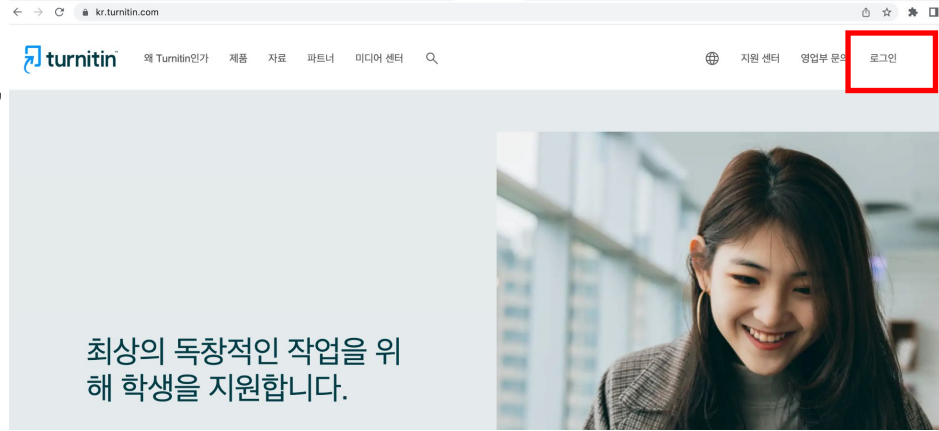 kr.turnitin.com
turnitin 왜 Turnitin인가 제품 자료 파트너 미디어 센터 지원 센터 영업부 문의 로그인
최상의 독창적인 작업을 위
해 학생을 지원합니다.